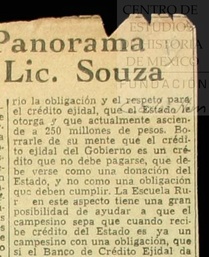 CENTRO DE
ESTUDIOS
HISTORIA
DE MEXICO
FUNDACION
Panorama
Lic. Souza
rio la obligación y el respeto para
el crédito ejidal, que el Estado le
otorga y que actualmente ascien-
de a 250 millones de pesos. Bo-
rrarle de su mente que el créd-
ejidal del Gobierno es un cré-
dito que no debe pagarse, que de-
be verse como una donación del
Estado, y no como una obligación
que deben cumplir. La Escuela Ru-
en este aspecto tiene una gran
posibilidad de ayudar a que el
campesino sepa que cuando reci-
be crédito del Estado es ya un
campesino con una obligación, que
si el Banco de Crédito Ejidal da